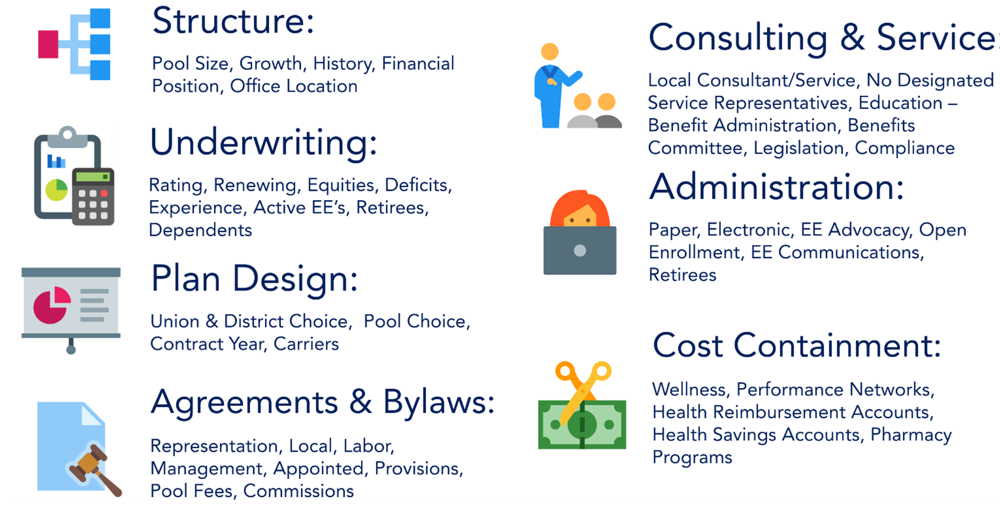 Structure:
Pool Size, Growth, History, Financial
Position, Office Location
Underwriting:
Rating, Renewing, Equities, Deficits,
Experience, Active EE’s, Retirees,
Dependents
Plan Design:
Union & District Choice,  Pool Choice,
Contract Year, Carriers
Agreements & Bylaws:
Representation, Local, Labor,
Management, Appointed, Provisions,
Pool Fees, Commissions
Consulting & Service:
Local Consultant/Service, No Designated
Service Representatives, Education –
Benefit Administration, Benefits
Committee, Legislation, Compliance
Administration:
Paper, Electronic, EE Advocacy, Open
Enrollment, EE Communications,
Retirees
Cost Containment:
Wellness, Performance Networks,
Health Reimbursement Accounts,
Health Savings Accounts, Pharmacy
Programs